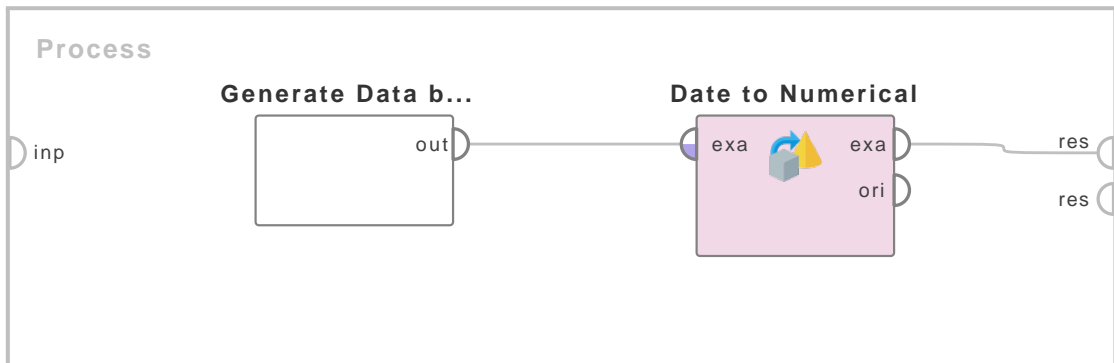 Process
Generate Data b...
Date to Numerical
inp
out
exa
exa
res
ori
res